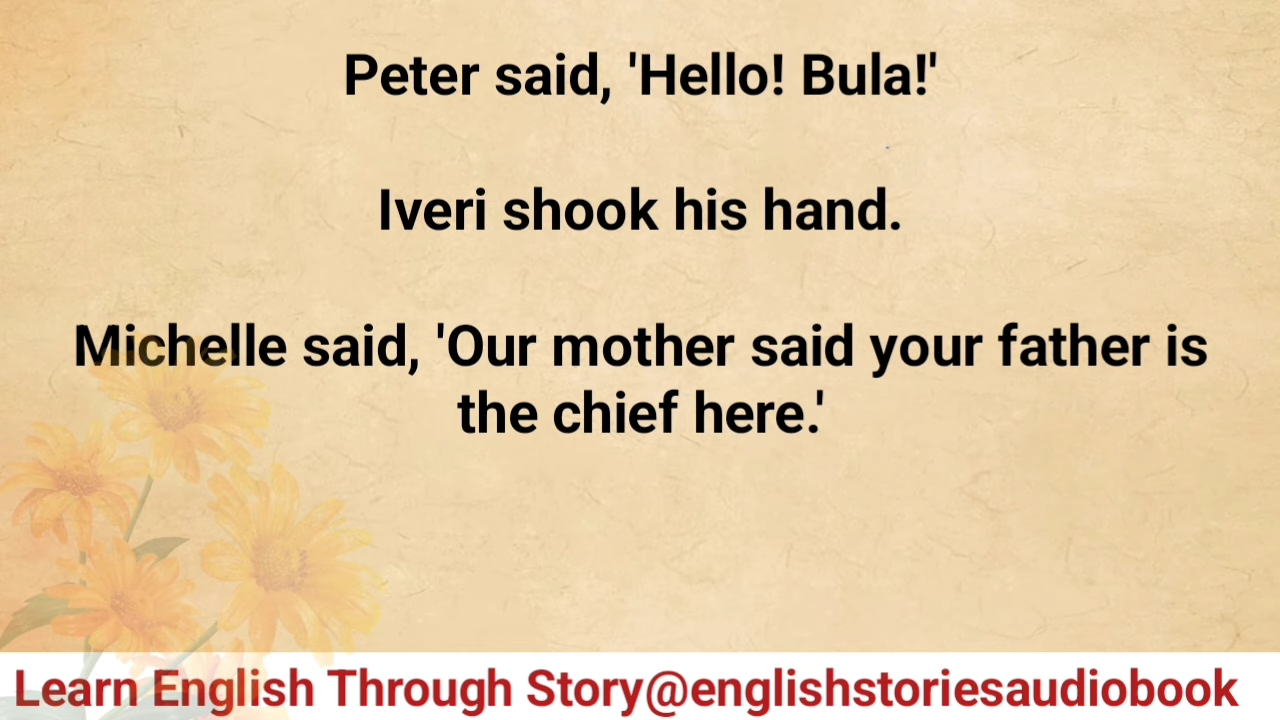 Peter said, 'Hello! Bula!'
Iveri shook his hand.
Michelle said, 'Our mother said your father is
the chief here.'
Learn English Through Story@englishstoriesaudiobook